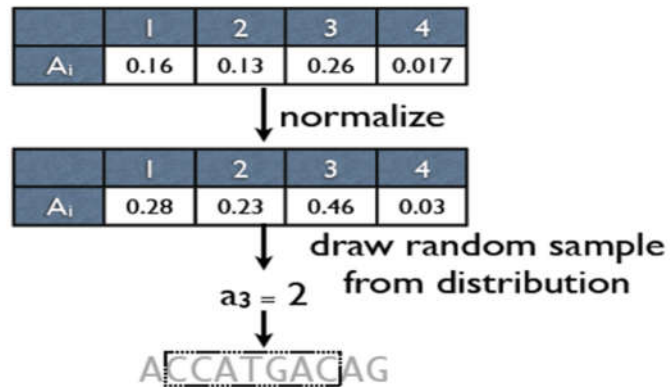 1 2 3 4
Ai 0.16 0.13 0.26 0.017
normalize
1 2 3 4
Ai 0.28 0.23 0.46 0.03
draw random sample
from distribution
a3 = 2
ACCATGACAG